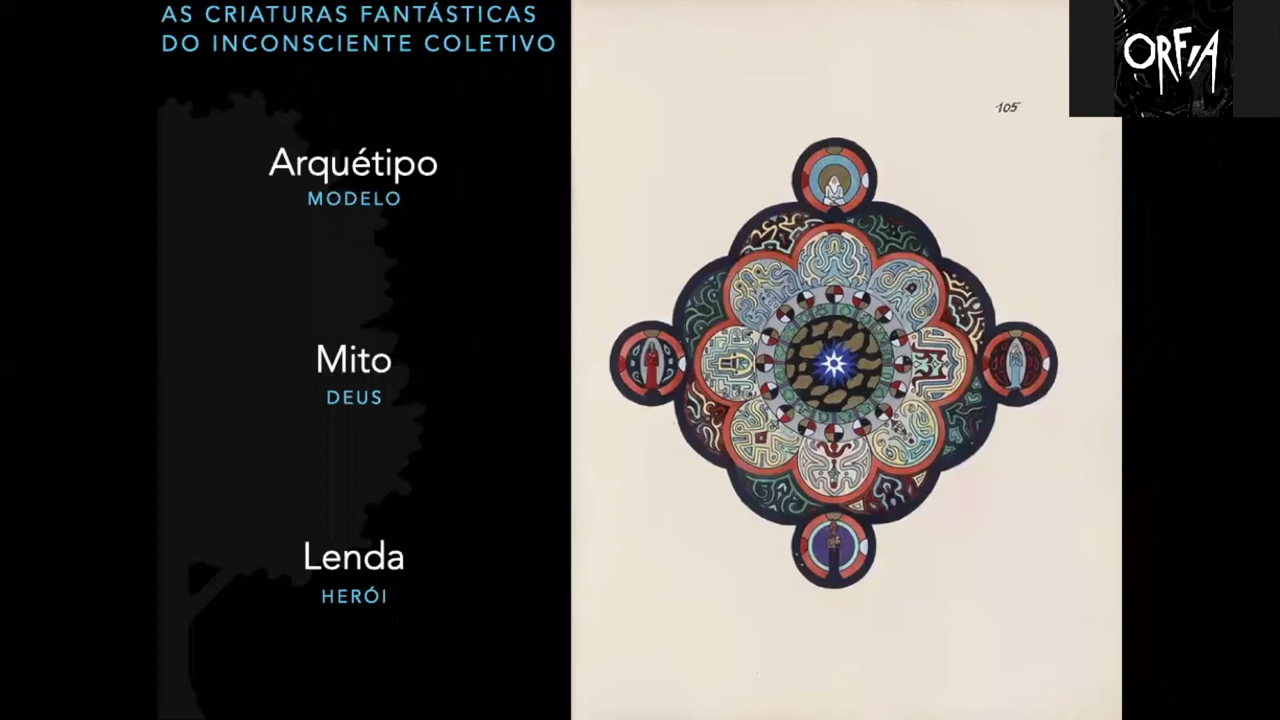 AS CRIATURAS FANTÁSTICAS
DO INCONSCIENTE COLETIVO
Arquétipo
MODELO
Mito
DEUS
Lenda
HERÓI
105
ORFIA